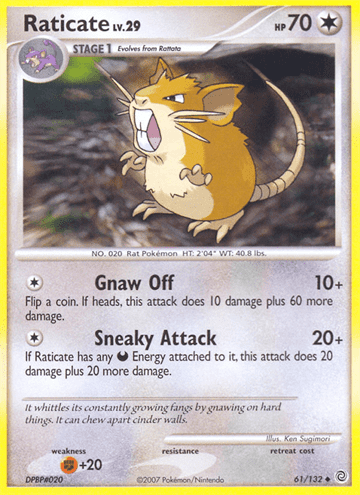 Raticate LV.29 HP 70
STAGE 1 Evolves from Rattata
NO. 020 Rat Pokémon HT: 2'04" WT: 40.8 lbs.
Gnaw Off 10+
Flip a coin. If heads, this attack does 10 damage plus 60 more
damage.
Sneaky Attack 20+
If Raticate has any Energy attached to it, this attack does 20
damage plus 20 more damage.
It whittles its constantly growing fangs by gnawing on hard
things. It can chew apart cinder walls.
Illus. Ken Sugimori
DPBP#020
weakness resistance retreat cost
+20
©2007 Pokémon/Nintendo 61/132